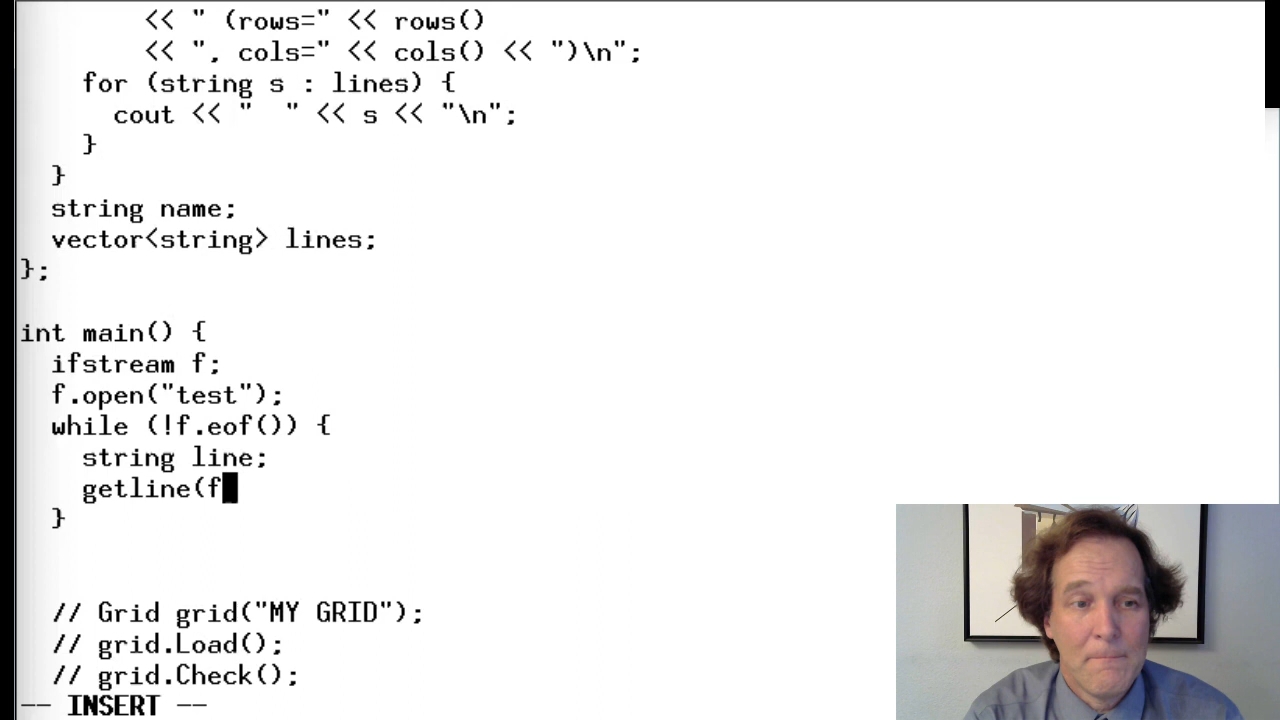 << " (rows=" << rows()
<< ", cols=" << cols() << ")\n";
for (string s : lines) {
cout << "  " << s << "\n";
}
}
string name;
vector<string> lines;
};
int main() {
ifstream f;
f.open("test");
while (!f.eof()) {
string line;
getline(f
}
// Grid grid("MY GRID");
// grid.Load();
// grid.Check();
-- INSERT --